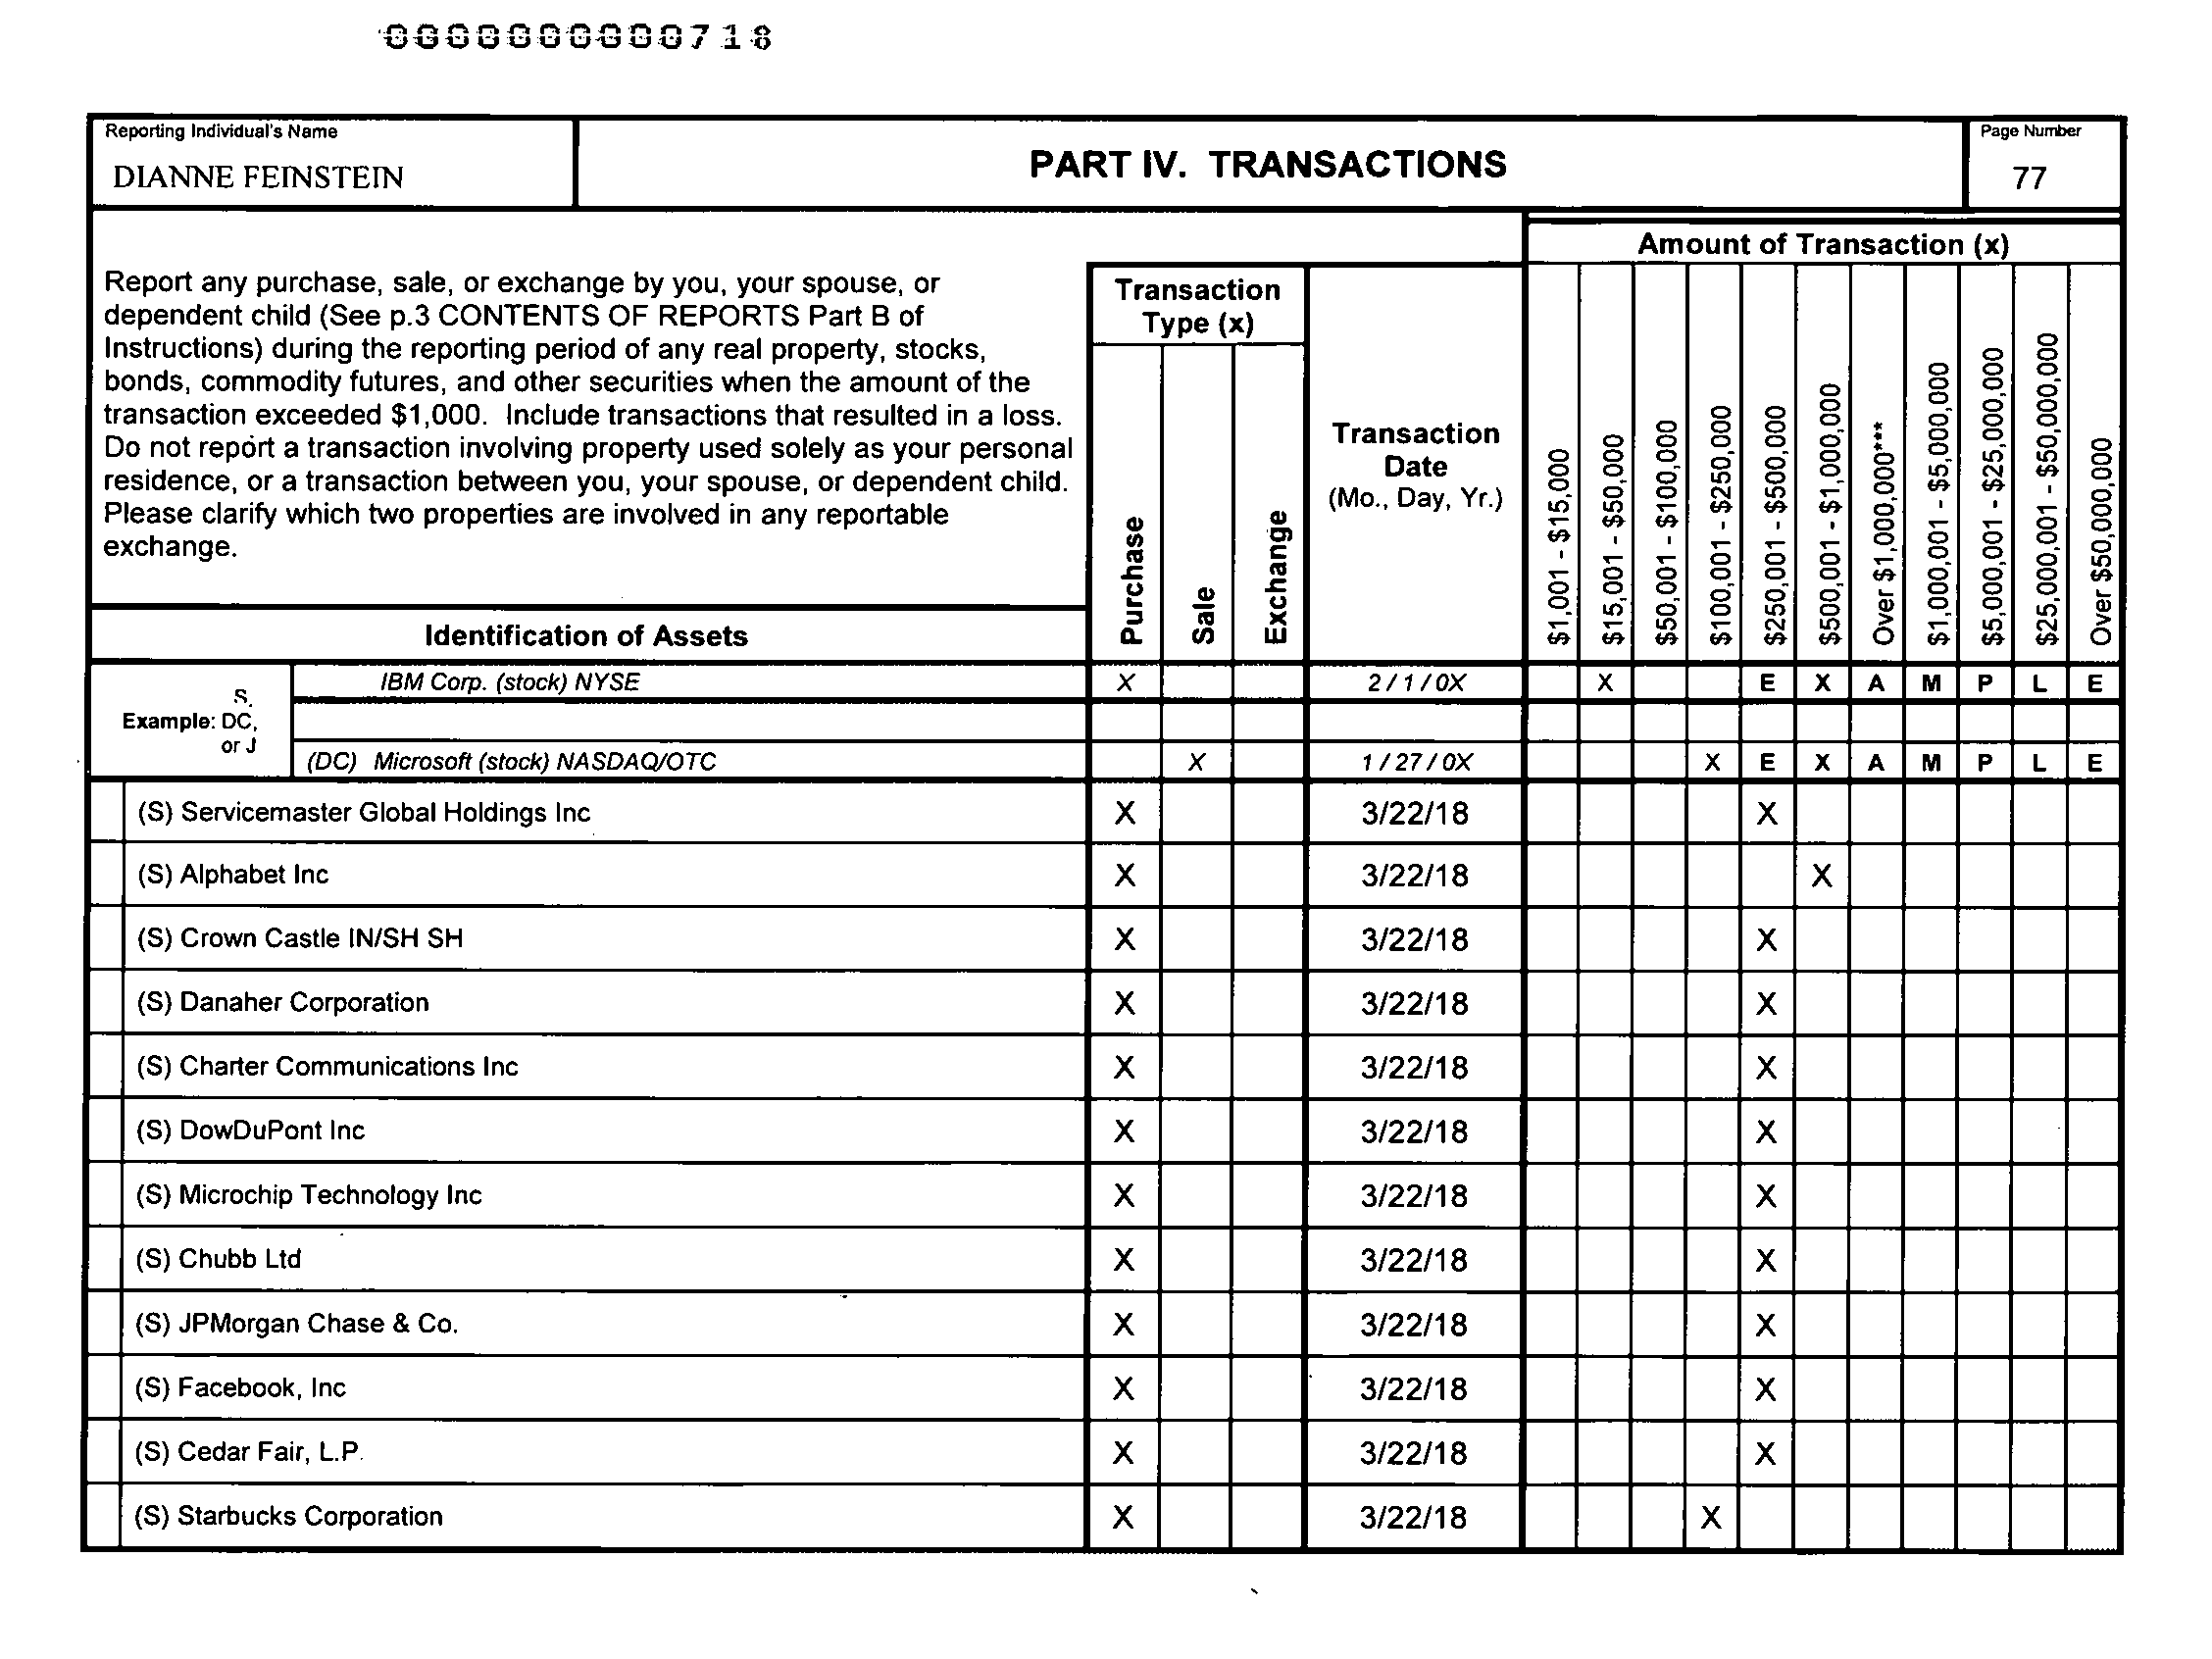 000000000718
Reporting Individual's Name
DIANNE FEINSTEIN
PART IV. TRANSACTIONS
Page Number
77
Report any purchase, sale, or exchange by you, your spouse, or
dependent child (See p.3 CONTENTS OF REPORTS Part B of
Instructions) during the reporting period of any real property, stocks,
bonds, commodity futures, and other securities when the amount of the
transaction exceeded $1,000. Include transactions that resulted in a loss.
Do not report a transaction involving property used solely as your personal
residence, or a transaction between you, your spouse, or dependent child.
Please clarify which two properties are involved in any reportable
exchange.
Identification of Assets
Transaction
Type (x)
Purchase
Sale
Exchange
Transaction
Date
(Mo., Day, Yr.)
Amount of Transaction (x)
$1,001 - $15,000
$15,001 - $50,000
$50,001 - $100,000
$100,001 - $250,000
$250,001 - $500,000
$500,001 - $1,000,000
Over $1,000,000***
$1,000,001 - $5,000,000
$5,000,001 - $25,000,000
$25,000,001 - $50,000,000
Over $50,000,000
S,
Example: DC,
or J
IBM Corp. (stock) NYSE X 2/1/0X X E X A M P L E
(DC) Microsoft (stock) NASDAQ/OTC X 1/27/0X X E X A M P L E
(S) Servicemaster Global Holdings Inc X 3/22/18 X
(S) Alphabet Inc X 3/22/18 X
(S) Crown Castle IN/SH SH X 3/22/18 X
(S) Danaher Corporation X 3/22/18 X
(S) Charter Communications Inc X 3/22/18 X
(S) DowDuPont Inc X 3/22/18 X
(S) Microchip Technology Inc X 3/22/18 X
(S) Chubb Ltd X 3/22/18 X
(S) JPMorgan Chase & Co. X 3/22/18 X
(S) Facebook, Inc X 3/22/18 X
(S) Cedar Fair, L.P. X 3/22/18 X
(S) Starbucks Corporation X 3/22/18 X